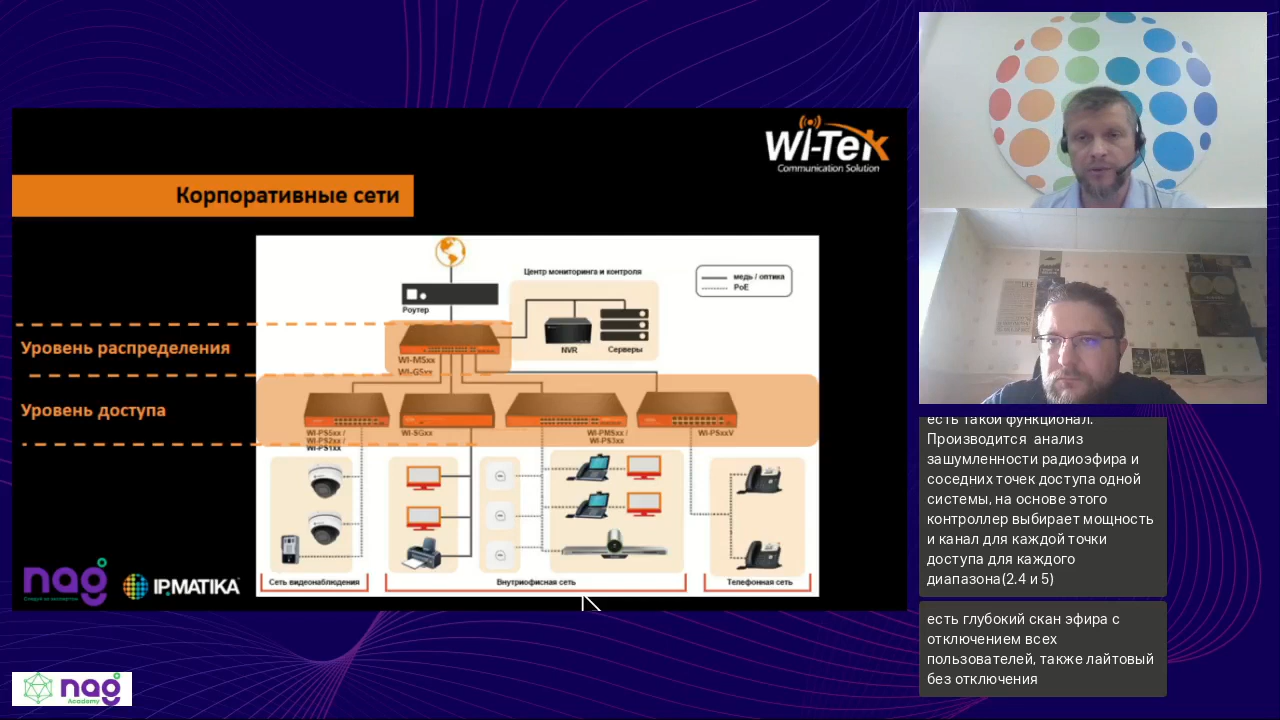 WI-Tek
Communication Solution
Корпоративные сети
Центр мониторинга и контроля
медь / оптика
PoE
Роутер
NVR
Серверы
Уровень распределения
WI-MSxx
WI-GSxx
Уровень доступа
WI-PS5xx /
WI-PS2xx /
WI-PS1xx
WI-SGxx
WI-PMSxx /
WI-PS3xx
WI-PSxxV
Сеть видеонаблюдения
Внутриофисная сеть
Телефонная сеть
nag
IPMATIKA
nag
Academy
есть такой функционал.
Производится анализ
зашумленности радиоэфира и
соседних точек доступа одной
системы, на основе этого
контроллер выбирает мощность
и канал для каждой точки
доступа для каждого
диапазона(2.4 и 5)
есть глубокий скан эфира с
отключением всех
пользователей, также лайтовый
без отключения